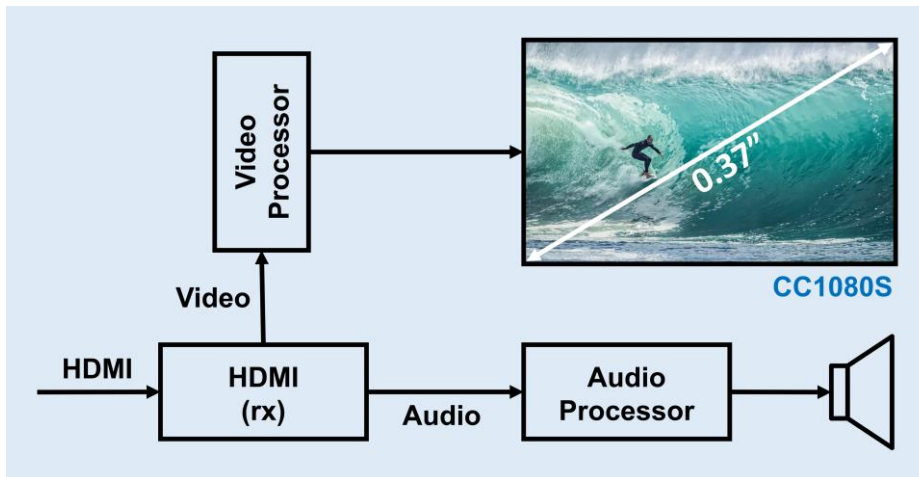 Video
Processor
0.37”
CC1080S
Video
HDMI
HDMI
(rx)
Audio
Audio
Processor